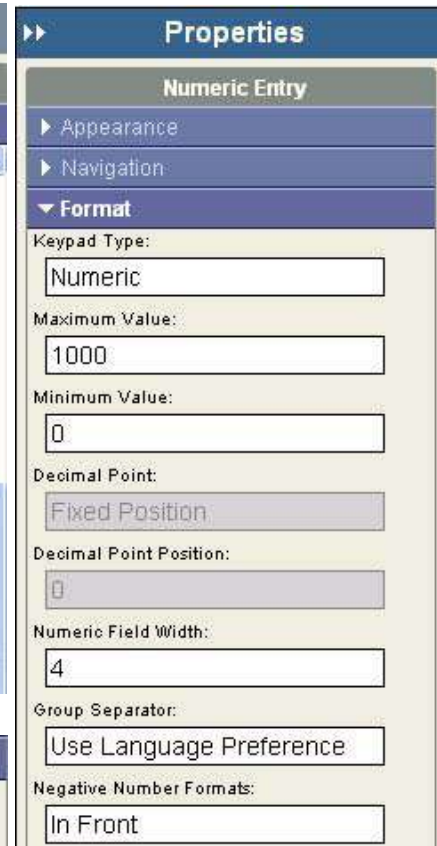 Properties
Numeric Entry
Appearance
Navigation
Format
Keypad Type:
Numeric
Maximum Value:
1000
Minimum Value:
0
Decimal Point:
Fixed Position
Decimal Point Position:
0
Numeric Field Width:
4
Group Separator:
Use Language Preference
Negative Number Formats:
In Front